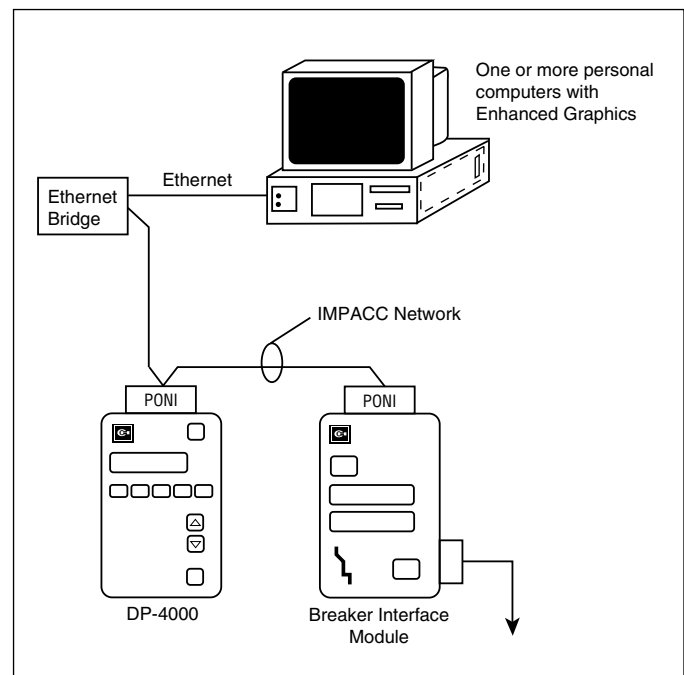 One or more personal
computers with
Enhanced Graphics
Ethernet
Ethernet
Bridge
IMPACC Network
PONI
PONI
DP-4000
Breaker Interface
Module